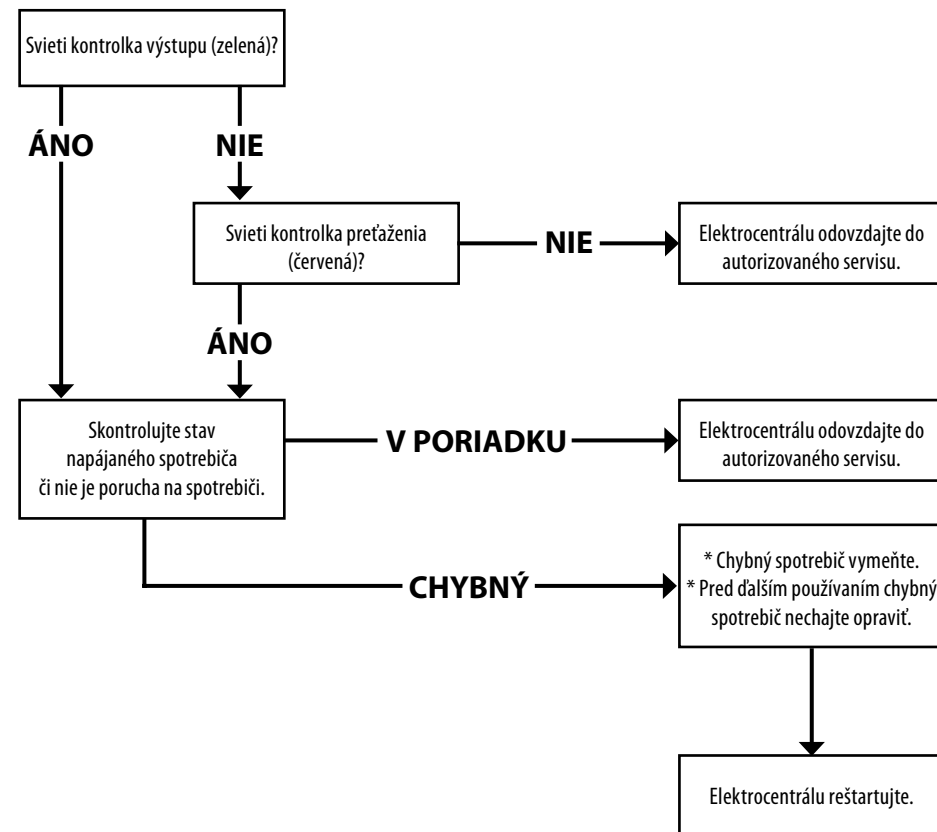 Svieti kontrolka výstupu (zelená)?
ÁNO
NIE
Svieti kontrolka preťaženia
(červená)?
NIE
Elektrocentrálu odovzdajte do
autorizovaného servisu.
ÁNO
Skontrolujte stav
napájaného spotrebiča
či nie je porucha na spotrebiči.
V PORIADKU
Elektrocentrálu odovzdajte do
autorizovaného servisu.
CHYBNÝ
* Chybný spotrebič vymeňte.
* Pred ďalším používaním chybný
spotrebič nechajte opraviť.
Elektrocentrálu reštartujte.